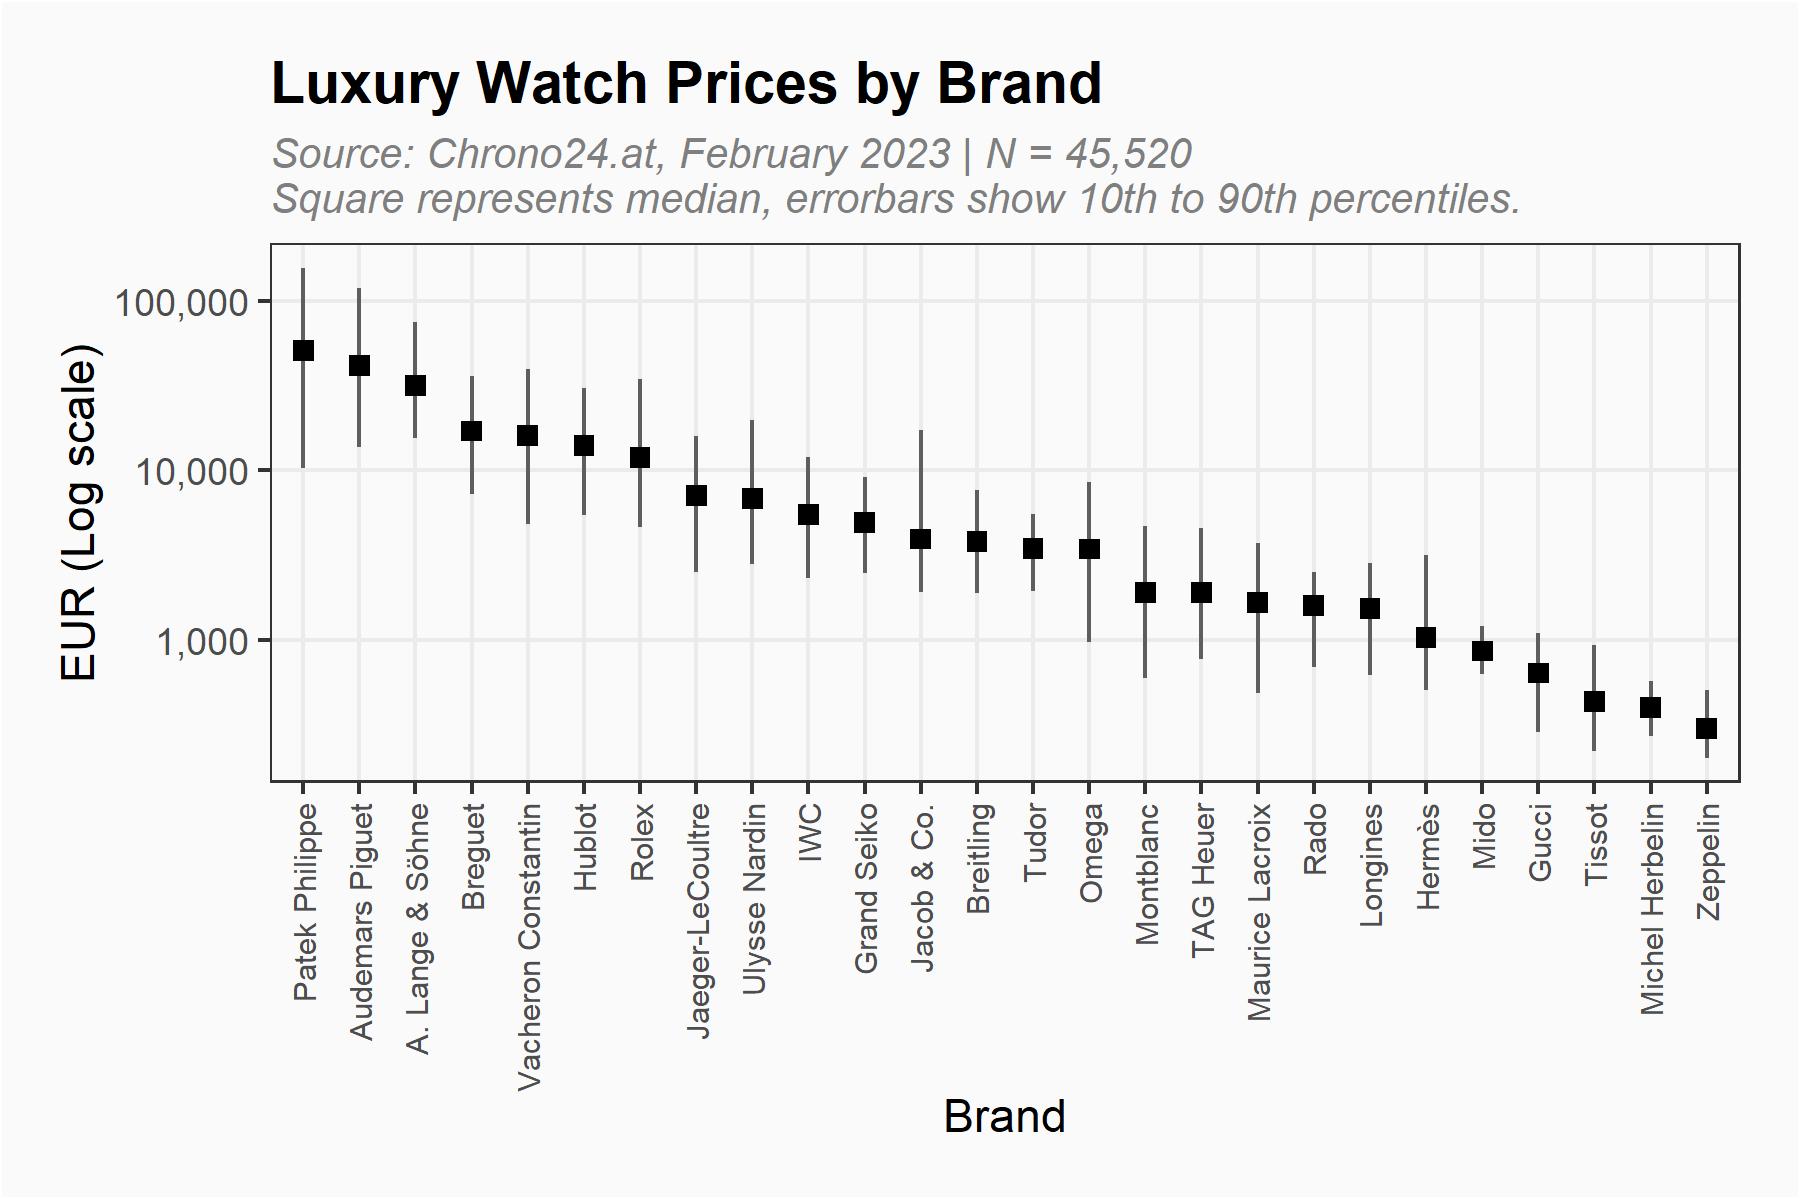 Luxury Watch Prices by Brand
Source: Chrono24.at, February 2023 | N = 45,520
Square represents median, errorbars show 10th to 90th percentiles.
EUR (Log scale)
100,000
10,000
1,000
Patek Philippe
Audemars Piguet
A. Lange & Söhne
Breguet
Vacheron Constantin
Hublot
Rolex
Jaeger-LeCoultre
Ulysse Nardin
IWC
Grand Seiko
Jacob & Co.
Breitling
Tudor
Omega
Montblanc
TAG Heuer
Maurice Lacroix
Rado
Longines
Hermès
Mido
Gucci
Tissot
Michel Herbelin
Zeppelin
Brand